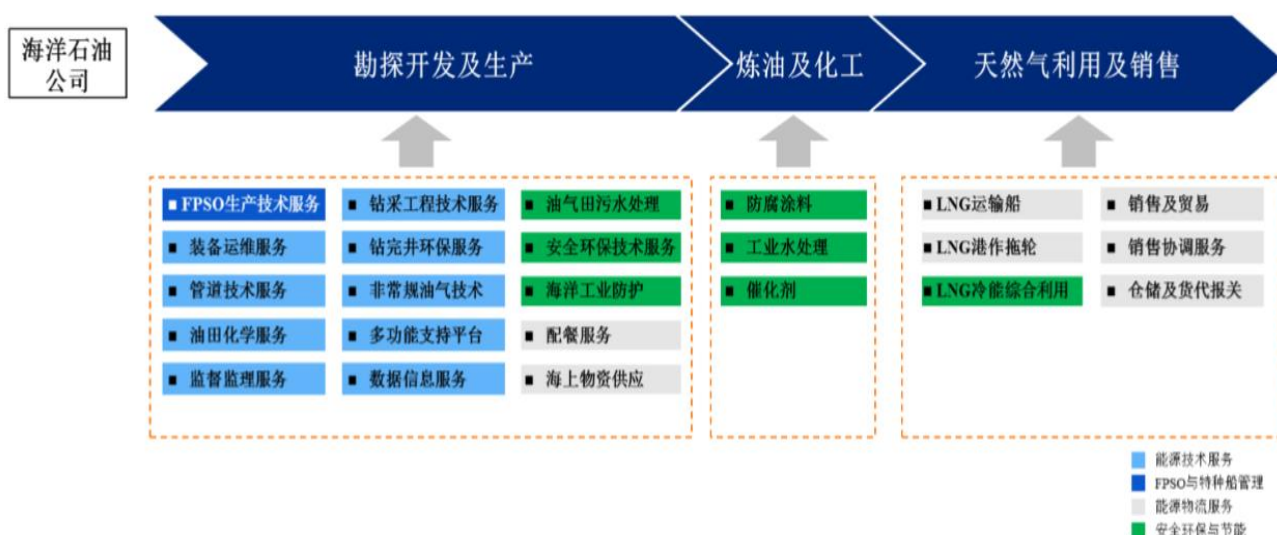 海洋石油
公司
勘探开发及生产
炼油及化工
天然气利用及销售
■ FPSO生产技术服务
■ 装备运维服务
■ 管道技术服务
■ 油田化学服务
■ 监督监理服务
■ 钻采工程技术服务
■ 钻完井环保服务
■ 非常规油气技术
■ 多功能支持平台
■ 数据信息服务
■ 油气田污水处理
■ 安全环保技术服务
■ 海洋工业防护
■ 配餐服务
■ 海上物资供应
■ 防腐涂料
■ 工业水处理
■ 催化剂
■ LNG运输船
■ LNG港作拖轮
■ LNG冷能综合利用
■ 销售及贸易
■ 销售协调服务
■ 仓储及货代报关
能源技术服务
FPSO与特种船管理
能源物流服务
安全环保与节能